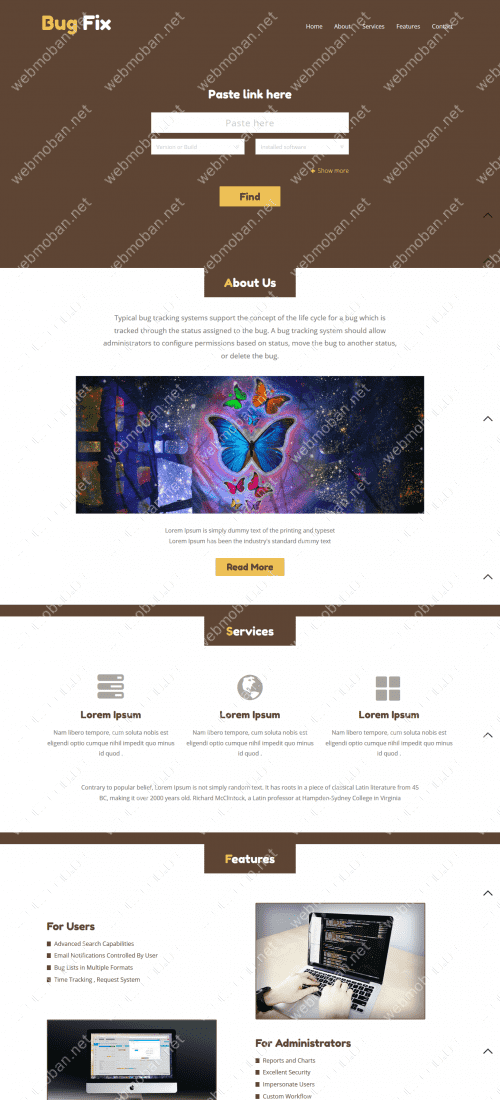 Bug Fix
Home About Services Features Contact
Paste link here
Paste here
Version or Build Installed software
+ Show more
Find
About Us
Typical bug tracking systems support the concept of the life cycle for a bug which is
tracked through the status assigned to the bug. A bug tracking system should allow
administrators to configure permissions based on status, move the bug to another status,
or delete the bug.
Lorem Ipsum is simply dummy text of the printing and typeset
Lorem Ipsum has been the industry's standard dummy text
Read More
Services
Lorem Ipsum Lorem Ipsum Lorem Ipsum
Nam libero tempore, cum soluta nobis est Nam libero tempore, cum soluta nobis est Nam libero tempore, cum soluta nobis est
eligendi optio cumque nihil impedit quo minus eligendi optio cumque nihil impedit quo minus eligendi optio cumque nihil impedit quo minus
id quod . id quod . id quod .
Contrary to popular belief, Lorem Ipsum is not simply random text. It has roots in a piece of classical Latin literature from 45
BC, making it over 2000 years old. Richard McClintock, a Latin professor at Hampden-Sydney College in Virginia
Features
For Users
Advanced Search Capabilities
Email Notifications Controlled By User
Bug Lists in Multiple Formats
Time Tracking , Request System
For Administrators
Reports and Charts
Excellent Security
Impersonate Users
Custom Workflow
webmoban.net